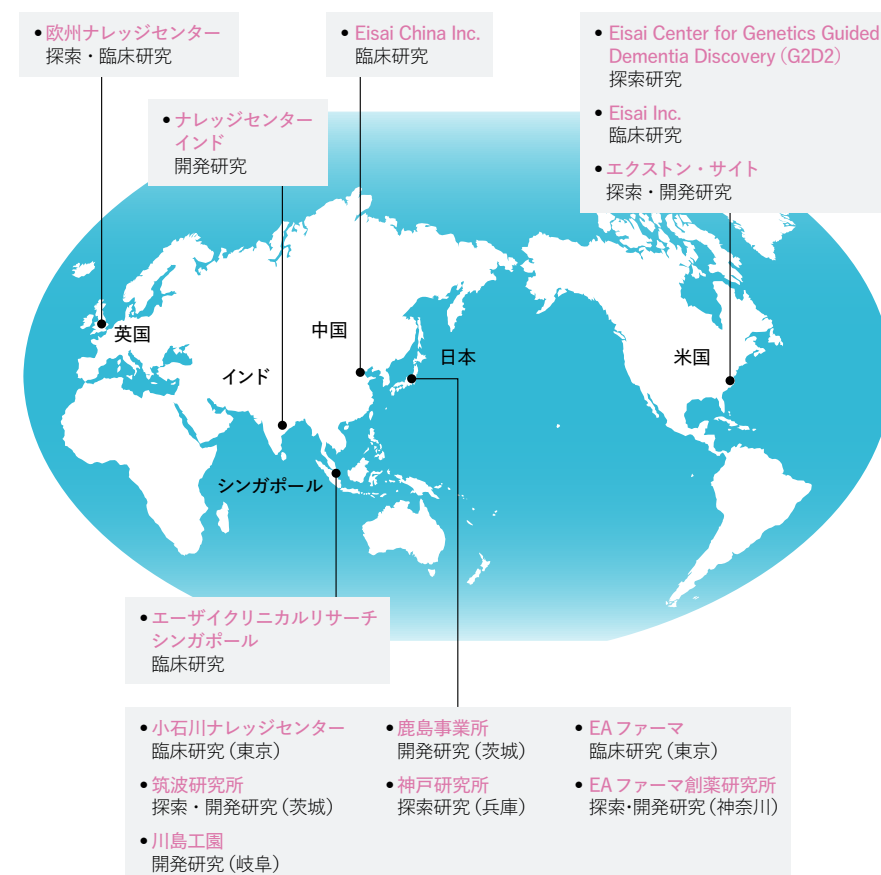 • 欧州ナレッジセンター
探索・臨床研究
• Eisai China Inc.
臨床研究
• Eisai Center for Genetics Guided
Dementia Discovery (G2D2)
探索研究
• Eisai Inc.
臨床研究
• エクストン・サイト
探索・開発研究
• ナレッジセンター
インド
開発研究
英国
インド
中国
日本
米国
シンガポール
• エーザイクリニカルリサーチ
シンガポール
臨床研究
• 小石川ナレッジセンター
臨床研究 (東京)
• 筑波研究所
探索・開発研究 (茨城)
• 川島工園
開発研究 (岐阜)
• 鹿島事業所
開発研究 (茨城)
• 神戸研究所
探索研究 (兵庫)
• EA ファーマ
臨床研究 (東京)
• EA ファーマ創薬研究所
探索・開発研究 (神奈川)